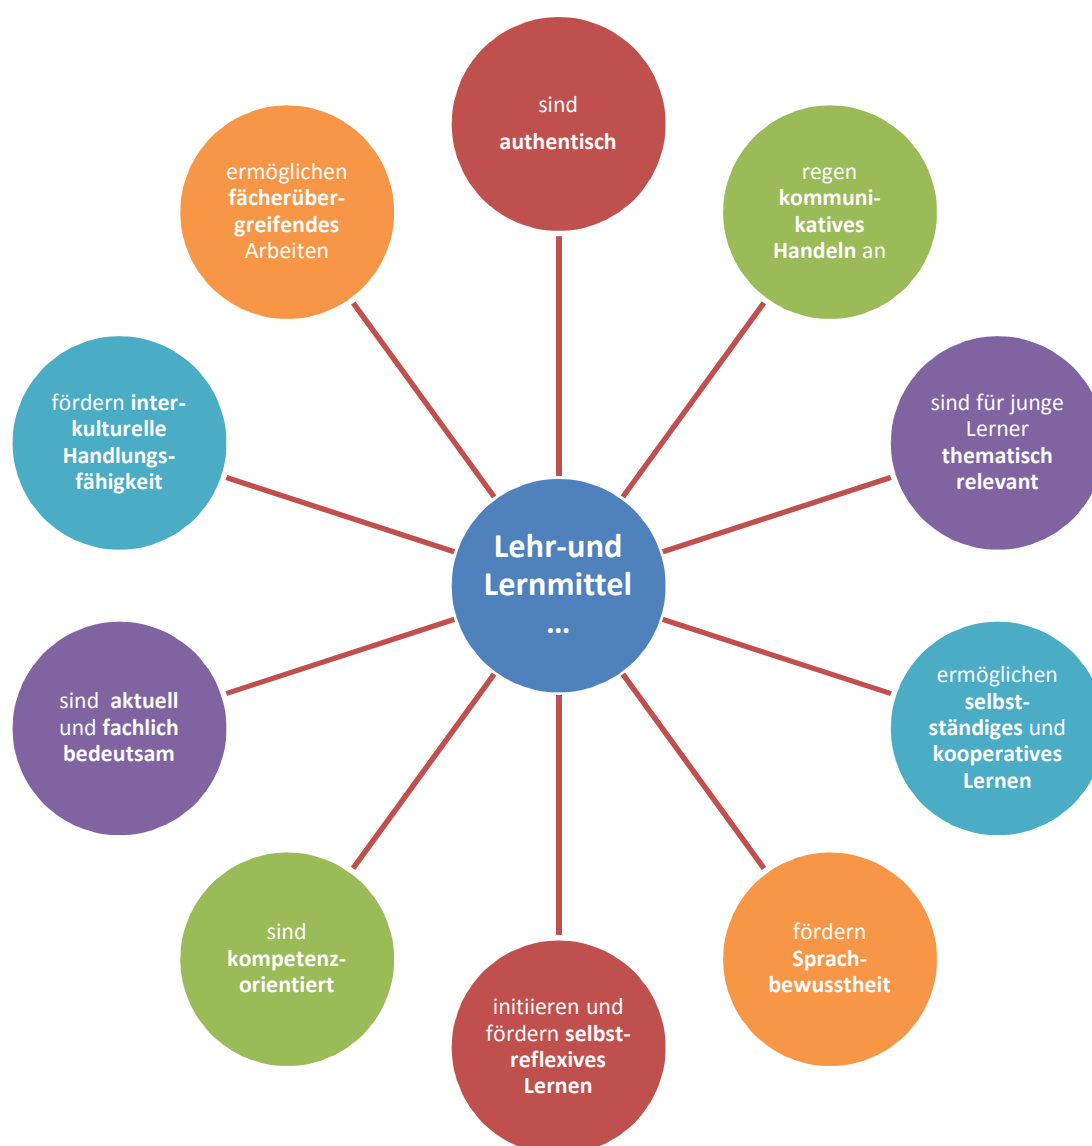 sind
authentisch
regen
kommuni-
katives
Handeln an
sind für junge
Lerner
thematisch
relevant
ermöglichen
selbst-
ständiges und
kooperatives
Lernen
fördern
Sprach-
bewusstheit
initiieren und
fördern selbst-
reflexives
Lernen
sind
kompetenz-
orientiert
sind aktuell
und fachlich
bedeutsam
fördern inter-
kulturelle
Handlungs-
fähigkeit
ermöglichen
fächerüber-
greifendes
Arbeiten
Lehr-und
Lernmittel
...